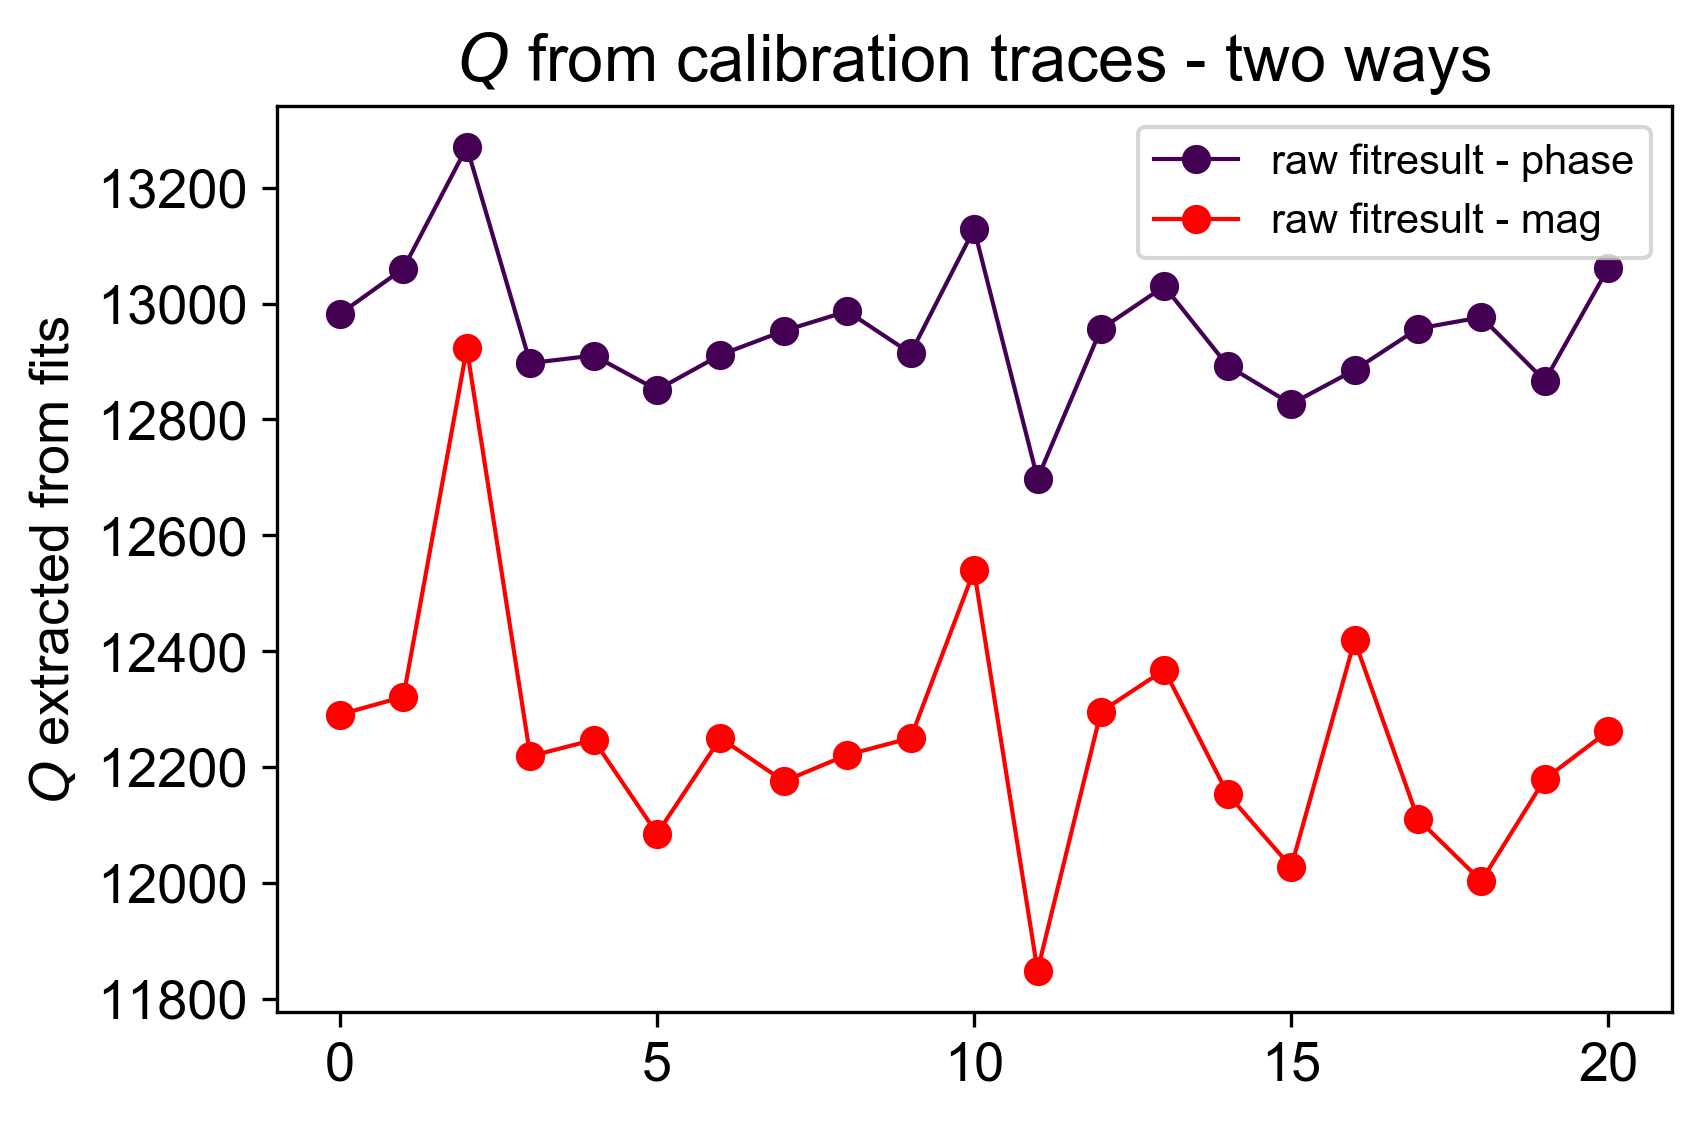 Q from calibration traces - two ways
raw fitresult - phase
raw fitresult - mag
Q extracted from fits
13200
13000
12800
12600
12400
12200
12000
11800
0 5 10 15 20